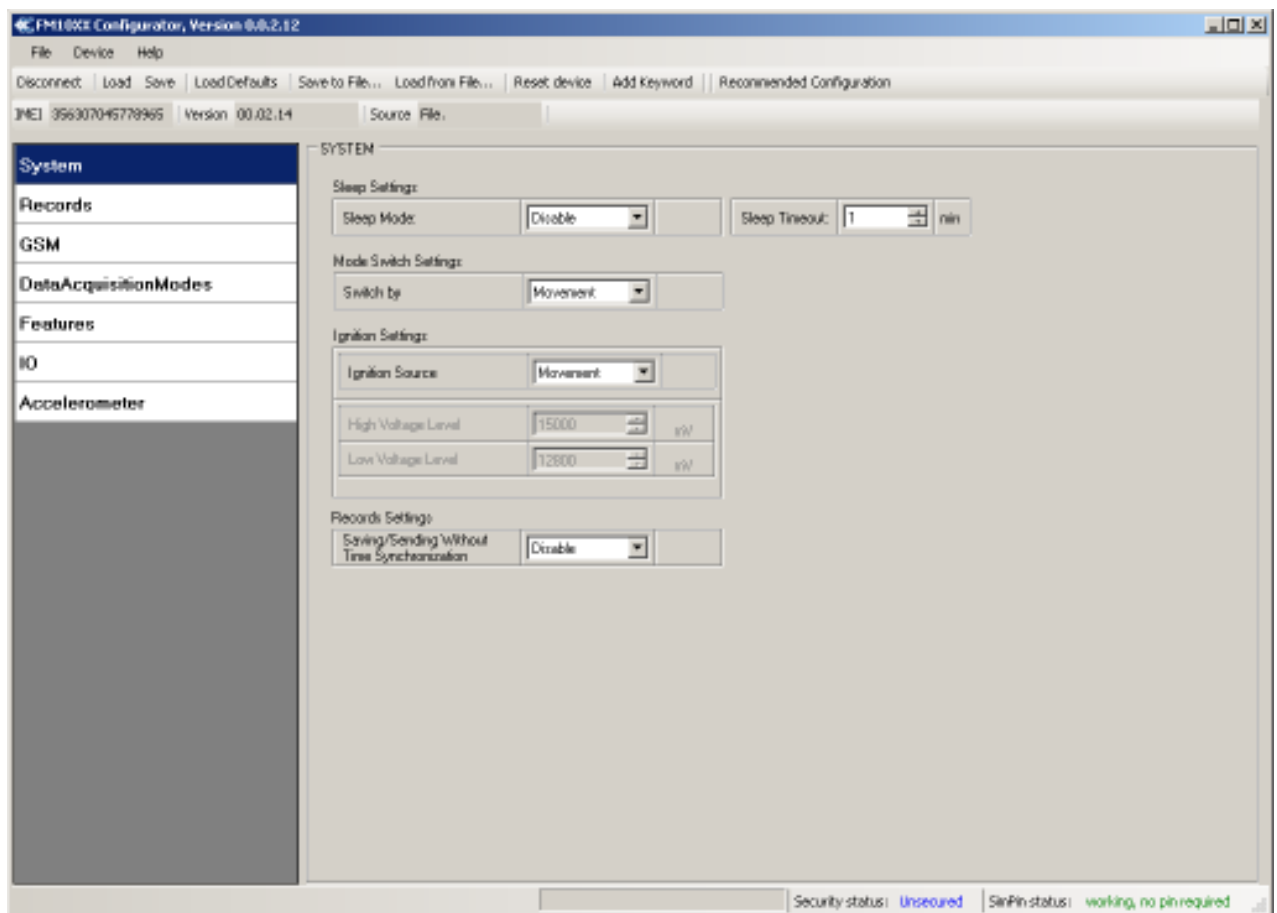 FM10XX Configurator, Version 0.0.2.12
File Device Help
Disconnect Load Save Load Defaults Save to File... Load from File... Reset device Add Keyword Recommended Configuration
IMEI 356307045778965 Version 00.02.14 Source File.
System
Records
GSM
DataAcquisitionModes
Features
IO
Accelerometer
SYSTEM
Sleep Settings
Sleep Mode: Disable Sleep Timeout: 1 min
Mode Switch Settings
Switch by Movement
Ignition Settings
Ignition Source Movement
High Voltage Level 15000
Low Voltage Level 12800
Records Settings
Saving/Sending Without
Time Synchronization Disable
Security status: Unsecured SimPin status: working, no pin required